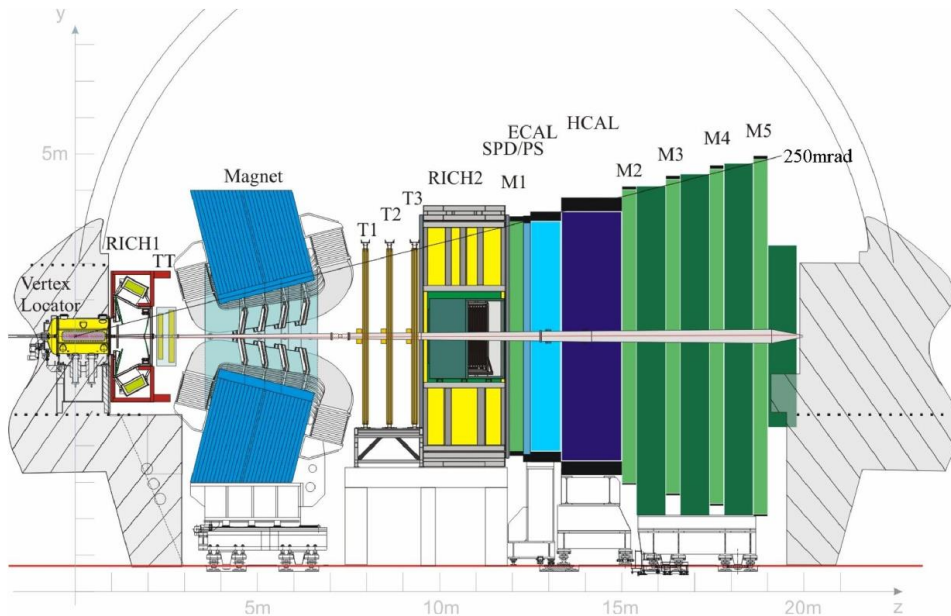 y
5m
Vertex
Locator
RICH1
TT
Magnet
T1
T2
T3
RICH2
M1
SPD/PS
ECAL
HCAL
M2
M3
M4
M5
250mrad
5m
10m
15m
20m
z